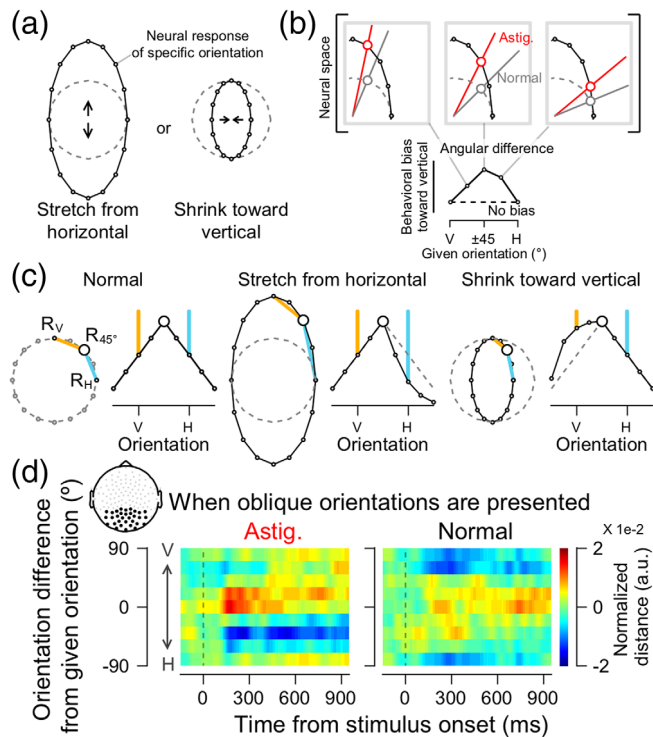 (a)
Neural response
of specific orientation
or
Stretch from
horizontal
Shrink toward
vertical
(b)
Neural space
Astig.
Normal
Angular difference
Behavioral bias
toward vertical
No bias
V ±45 H
Given orientation (°)
(c)
Normal
Stretch from horizontal
Shrink toward vertical
RV
R45°
RH
V H
Orientation
V H
Orientation
V H
Orientation
(d)
When oblique orientations are presented
Astig.
Normal
Orientation difference
from given orientation (º)
90
0
-90
V
H
X 1e-2
2
0
-2
Normalized
distance (a.u.)
0 300 600 900
0 300 600 900
Time from stimulus onset (ms)